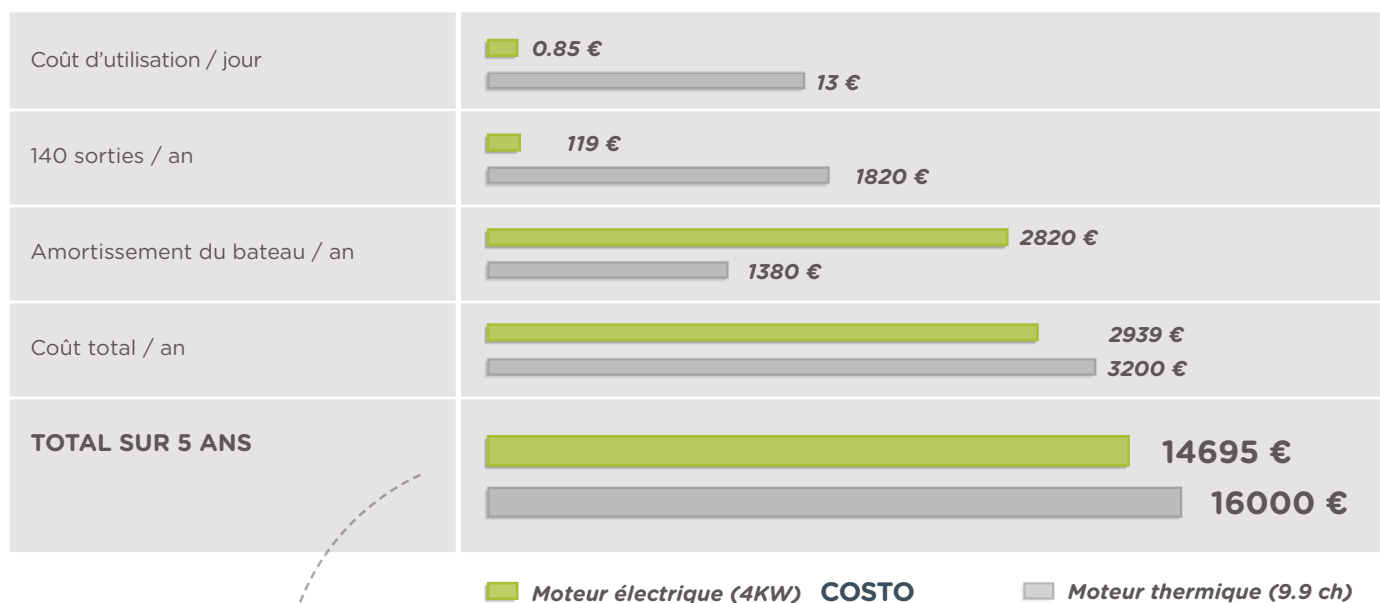 Coût d’utilisation / jour
0.85 €
13 €
140 sorties / an
119 €
1820 €
Amortissement du bateau / an
2820 €
1380 €
Coût total / an
2939 €
3200 €
TOTAL SUR 5 ANS
14695 €
16000 €
Moteur électrique (4KW) COSTO Moteur thermique (9.9 ch)